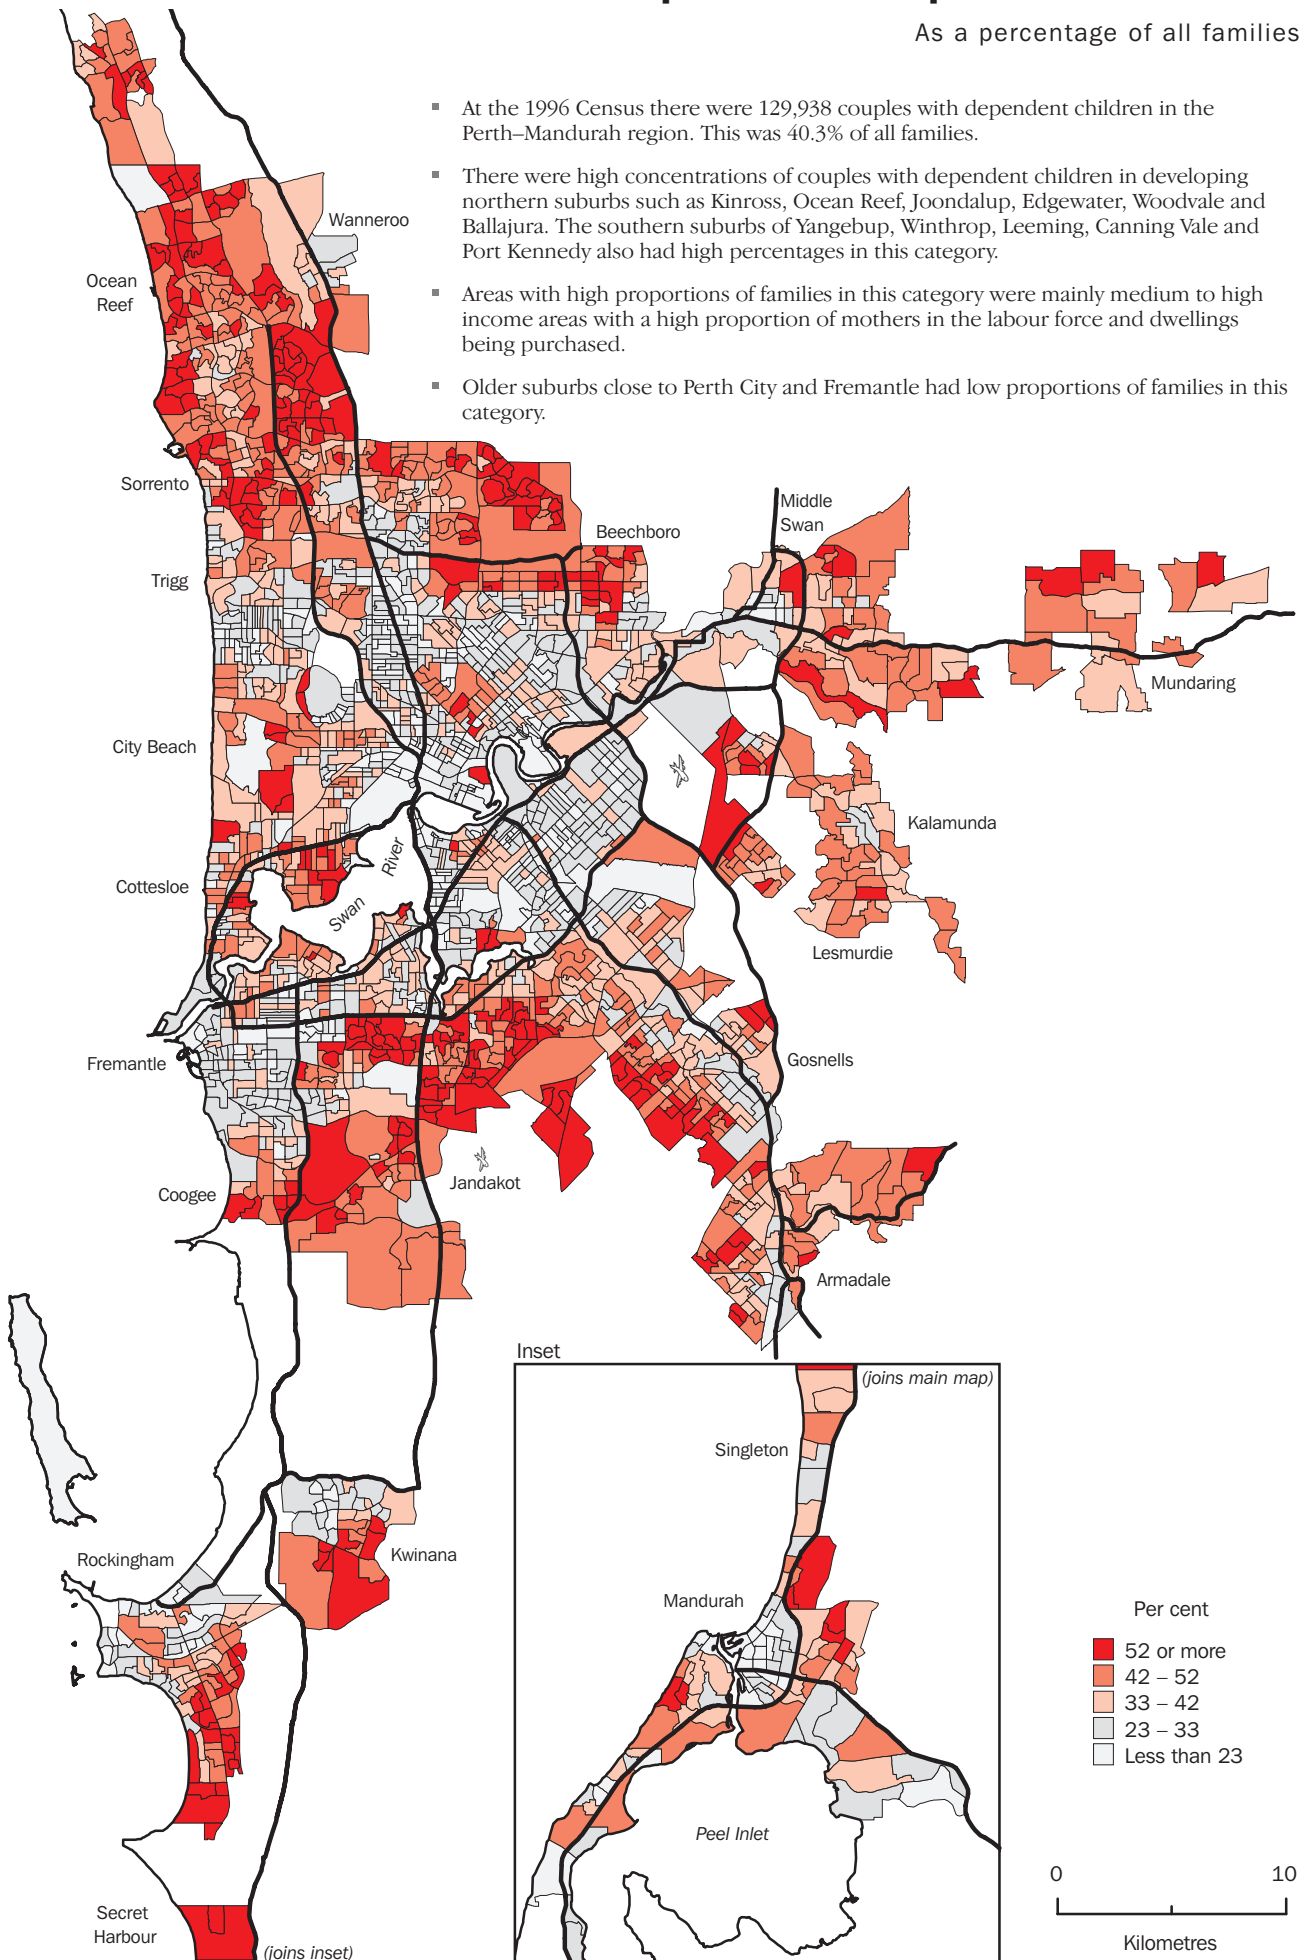 As a percentage of all families
▪ At the 1996 Census there were 129,938 couples with dependent children in the
Perth–Mandurah region. This was 40.3% of all families.
▪ There were high concentrations of couples with dependent children in developing
northern suburbs such as Kinross, Ocean Reef, Joondalup, Edgewater, Woodvale and
Ballajura. The southern suburbs of Yangebup, Winthrop, Leeming, Canning Vale and
Port Kennedy also had high percentages in this category.
▪ Areas with high proportions of families in this category were mainly medium to high
income areas with a high proportion of mothers in the labour force and dwellings
being purchased.
▪ Older suburbs close to Perth City and Fremantle had low proportions of families in this
category.
Wanneroo
Ocean
Reef
Sorrento
Middle
Swan
Beechboro
Trigg
Mundaring
City Beach
Kalamunda
River
Cottesloe
Swan
Lesmurdie
Gosnells
Fremantle
Jandakot
Coogee
Armadale
Inset
(joins main map)
Singleton
Rockingham
Kwinana
Mandurah
Peel Inlet
Secret
Harbour
(joins inset)
Per cent
52 or more
42 – 52
33 – 42
23 – 33
Less than 23
0 10
Kilometres